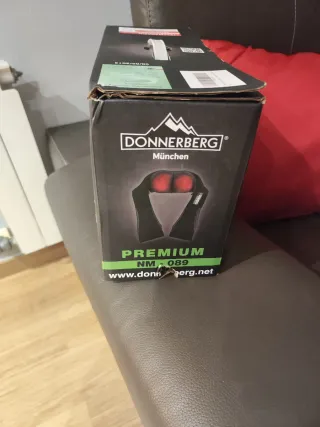 DONNERBERG®
München
PREMIUM
NM - 089
www.donnerberg.net